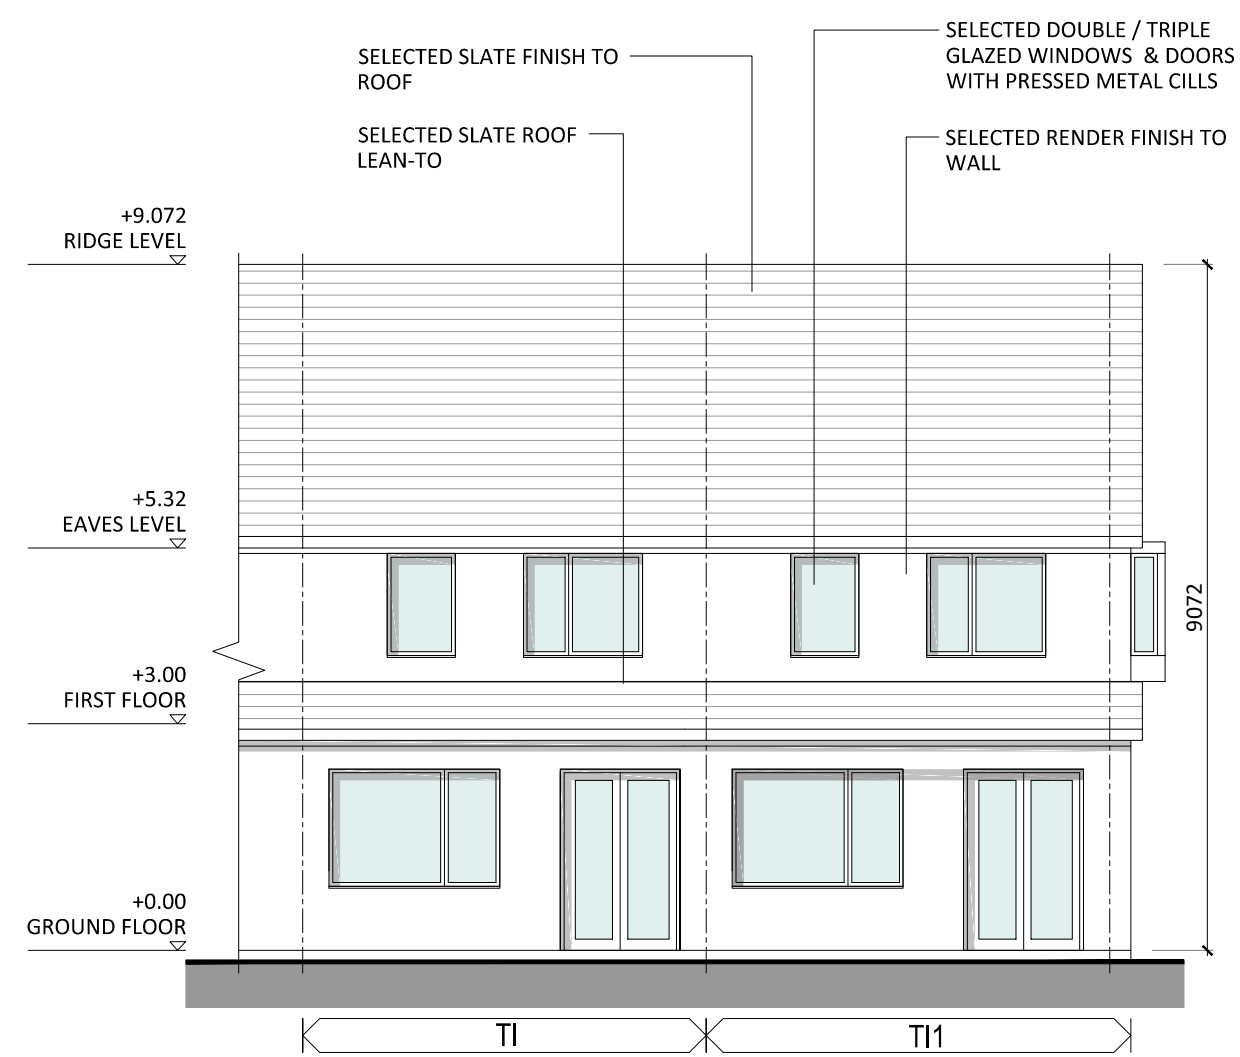 SELECTED SLATE FINISH TO
ROOF
SELECTED DOUBLE / TRIPLE
GLAZED WINDOWS & DOORS
WITH PRESSED METAL CILLS
SELECTED SLATE ROOF
LEAN-TO
SELECTED RENDER FINISH TO
WALL
+9.072
RIDGE LEVEL
+5.32
EAVES LEVEL
+3.00
FIRST FLOOR
+0.00
GROUND FLOOR
9072
TI
TI1